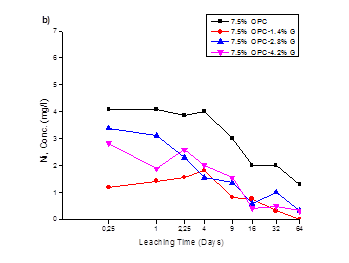 b)
7.5% OPC
7.5% OPC-1.4% G
7.5% OPC-2.8% G
7.5% OPC-4.2% G
7
6
5
4
3
2
1
0
Ni, Conc. (mg/l)
0.25 1 2.25 4 9 16 32 64
Leaching Time (Days)